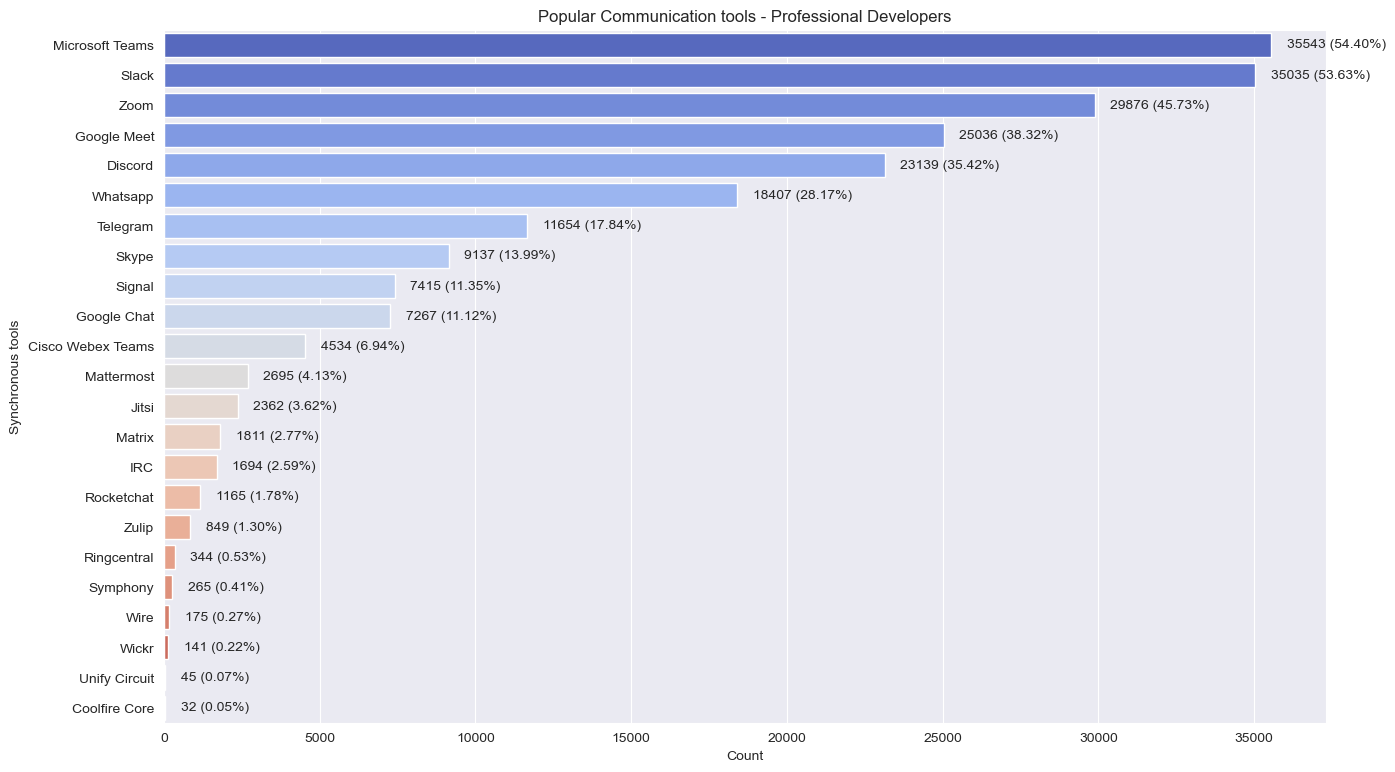 Popular Communication tools - Professional Developers
Synchronous tools
Microsoft Teams 35543 (54.40%)
Slack 35035 (53.63%)
Zoom 29876 (45.73%)
Google Meet 25036 (38.32%)
Discord 23139 (35.42%)
Whatsapp 18407 (28.17%)
Telegram 11654 (17.84%)
Skype 9137 (13.99%)
Signal 7415 (11.35%)
Google Chat 7267 (11.12%)
Cisco Webex Teams 4534 (6.94%)
Mattermost 2695 (4.13%)
Jitsi 2362 (3.62%)
Matrix 1811 (2.77%)
IRC 1694 (2.59%)
Rocketchat 1165 (1.78%)
Zulip 849 (1.30%)
Ringcentral 344 (0.53%)
Symphony 265 (0.41%)
Wire 175 (0.27%)
Wickr 141 (0.22%)
Unify Circuit 45 (0.07%)
Coolfire Core 32 (0.05%)
0 5000 10000 15000 20000 25000 30000 35000
Count